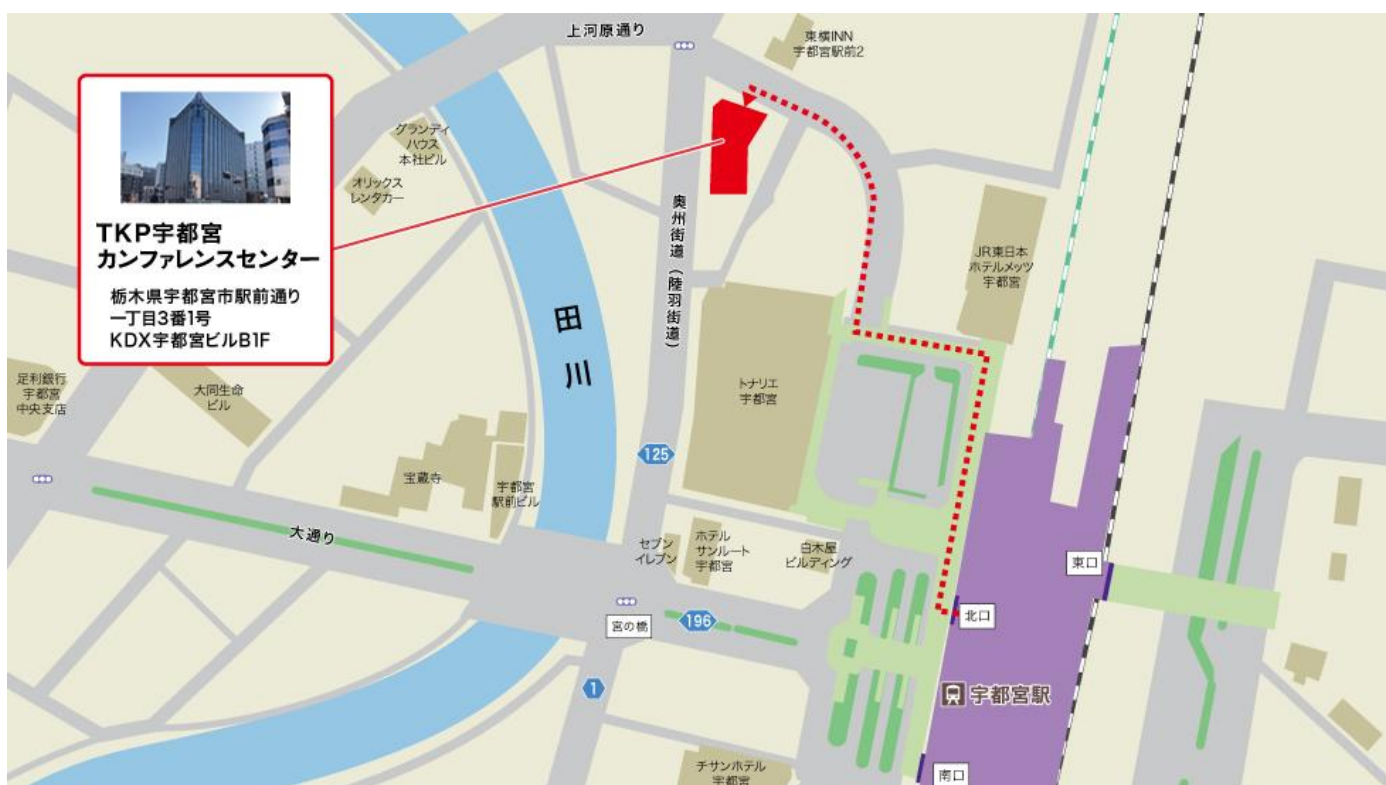 上河原通り
東横INN
宇都宮駅前2
グランディ
ハウス
本社ビル
オリックス
レンタカー
TKP宇都宮
カンファレンスセンター
栃木県宇都宮市駅前通り
一丁目3番1号
KDX宇都宮ビルB1F
奥州街道（陸羽街道）
JR東日本
ホテルメッツ
宇都宮
田川
足利銀行
宇都宮
中央支店
大同生命
ビル
トナリエ
宇都宮
125
宝蔵寺
宇都宮
駅前ビル
大通り
セブン
イレブン
ホテル
サンルート
宇都宮
白木屋
ビルディング
東口
北口
宮の橋
196
1
宇都宮駅
南口
チサンホテル
宇都宮